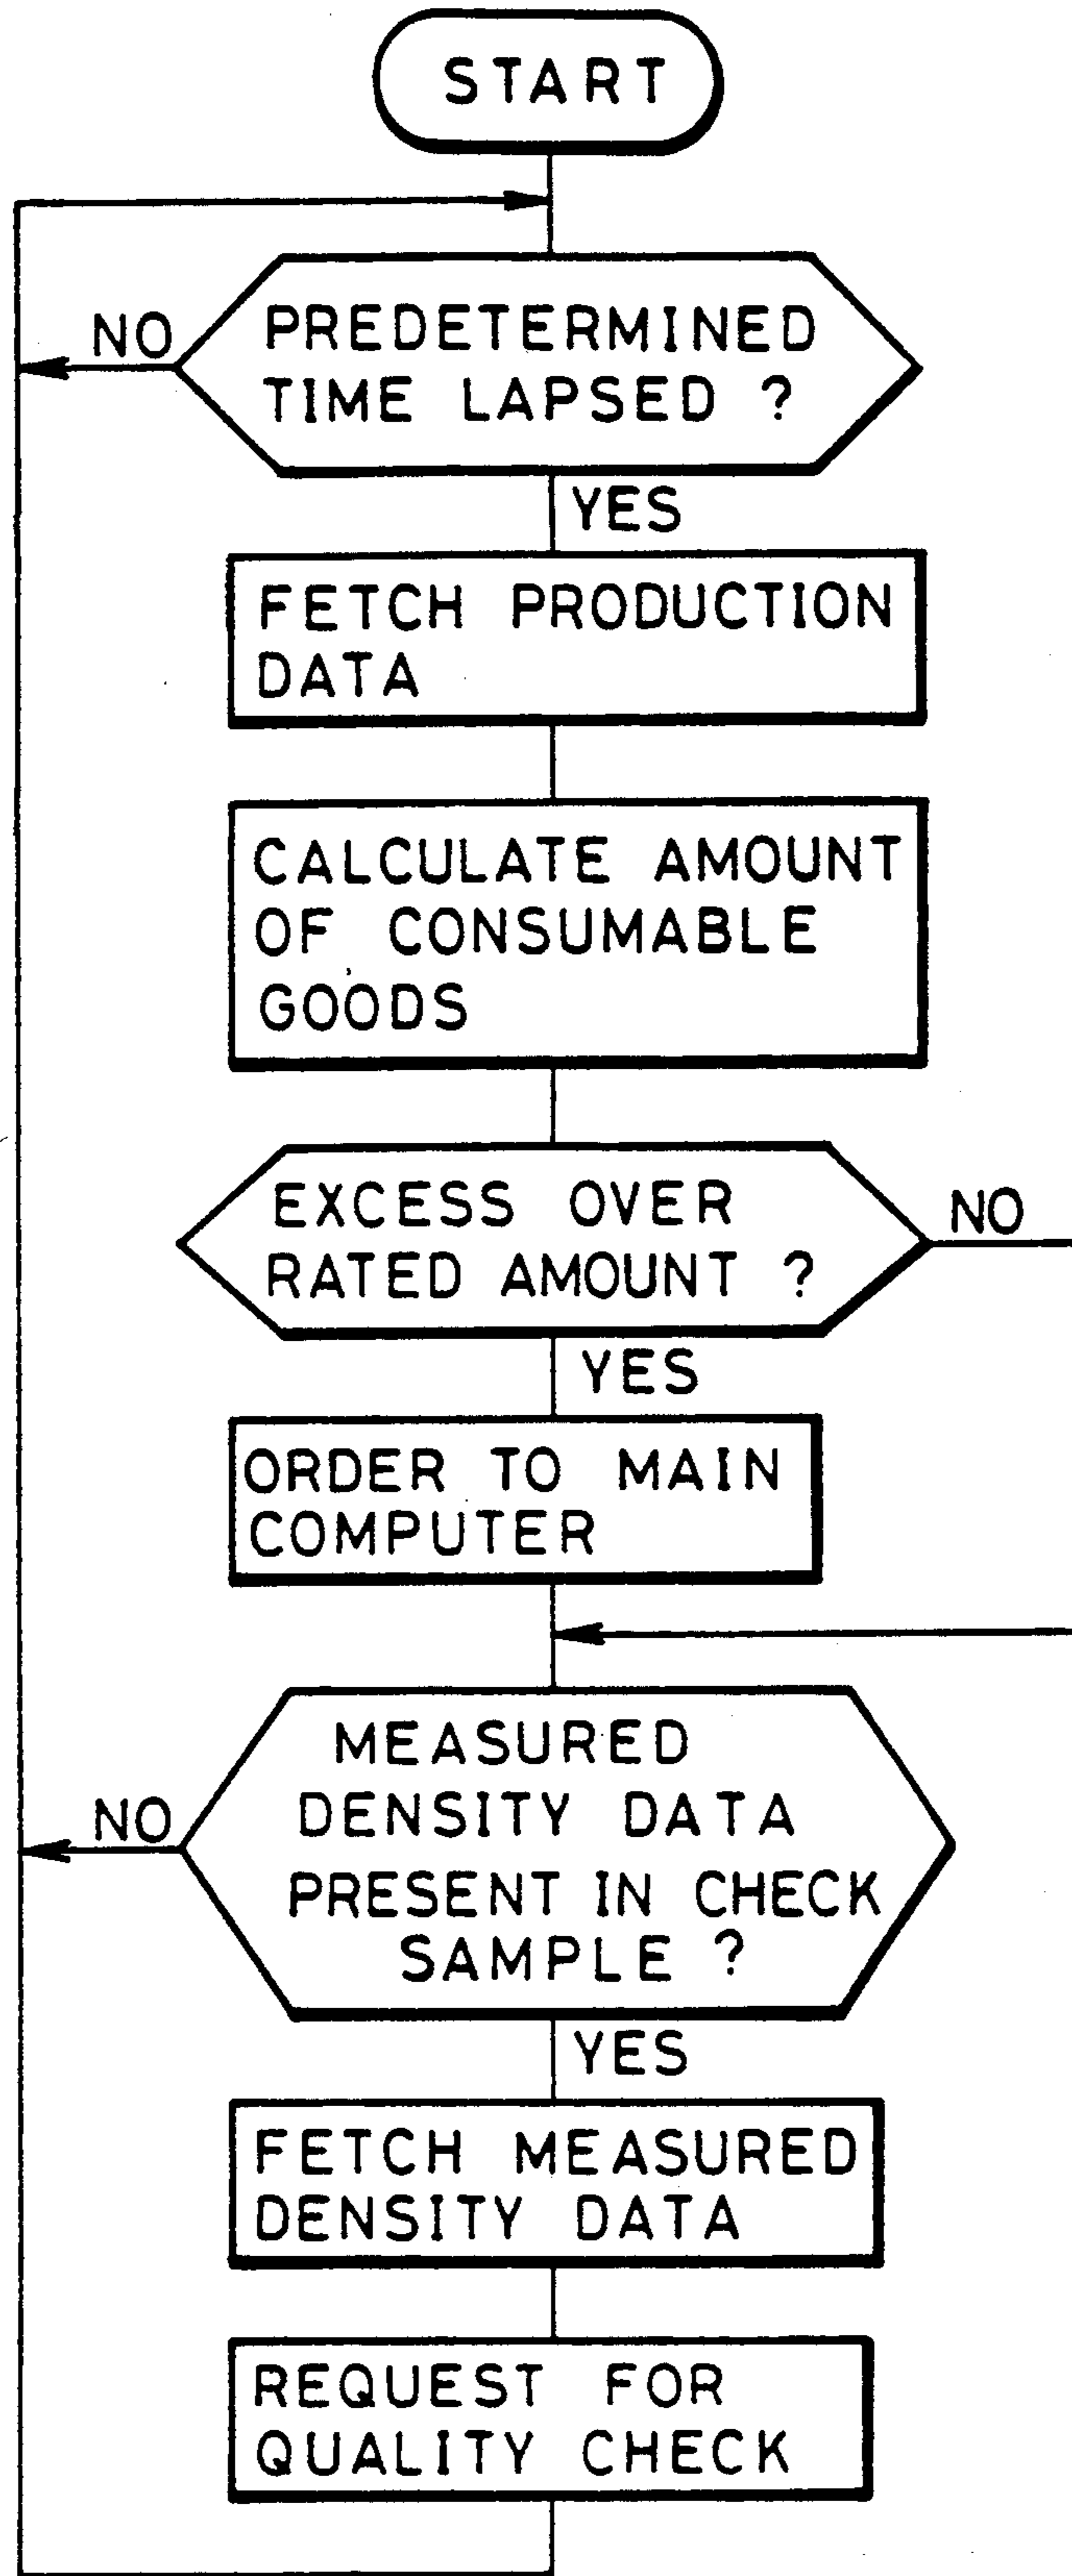 START
NO
PREDETERMINED
TIME LAPSED ?
YES
FETCH PRODUCTION
DATA
CALCULATE AMOUNT
OF CONSUMABLE
GOODS
EXCESS OVER
RATED AMOUNT ?
NO
YES
ORDER TO MAIN
COMPUTER
MEASURED
DENSITY DATA
PRESENT IN CHECK
SAMPLE ?
NO
YES
FETCH MEASURED
DENSITY DATA
REQUEST FOR
QUALITY CHECK